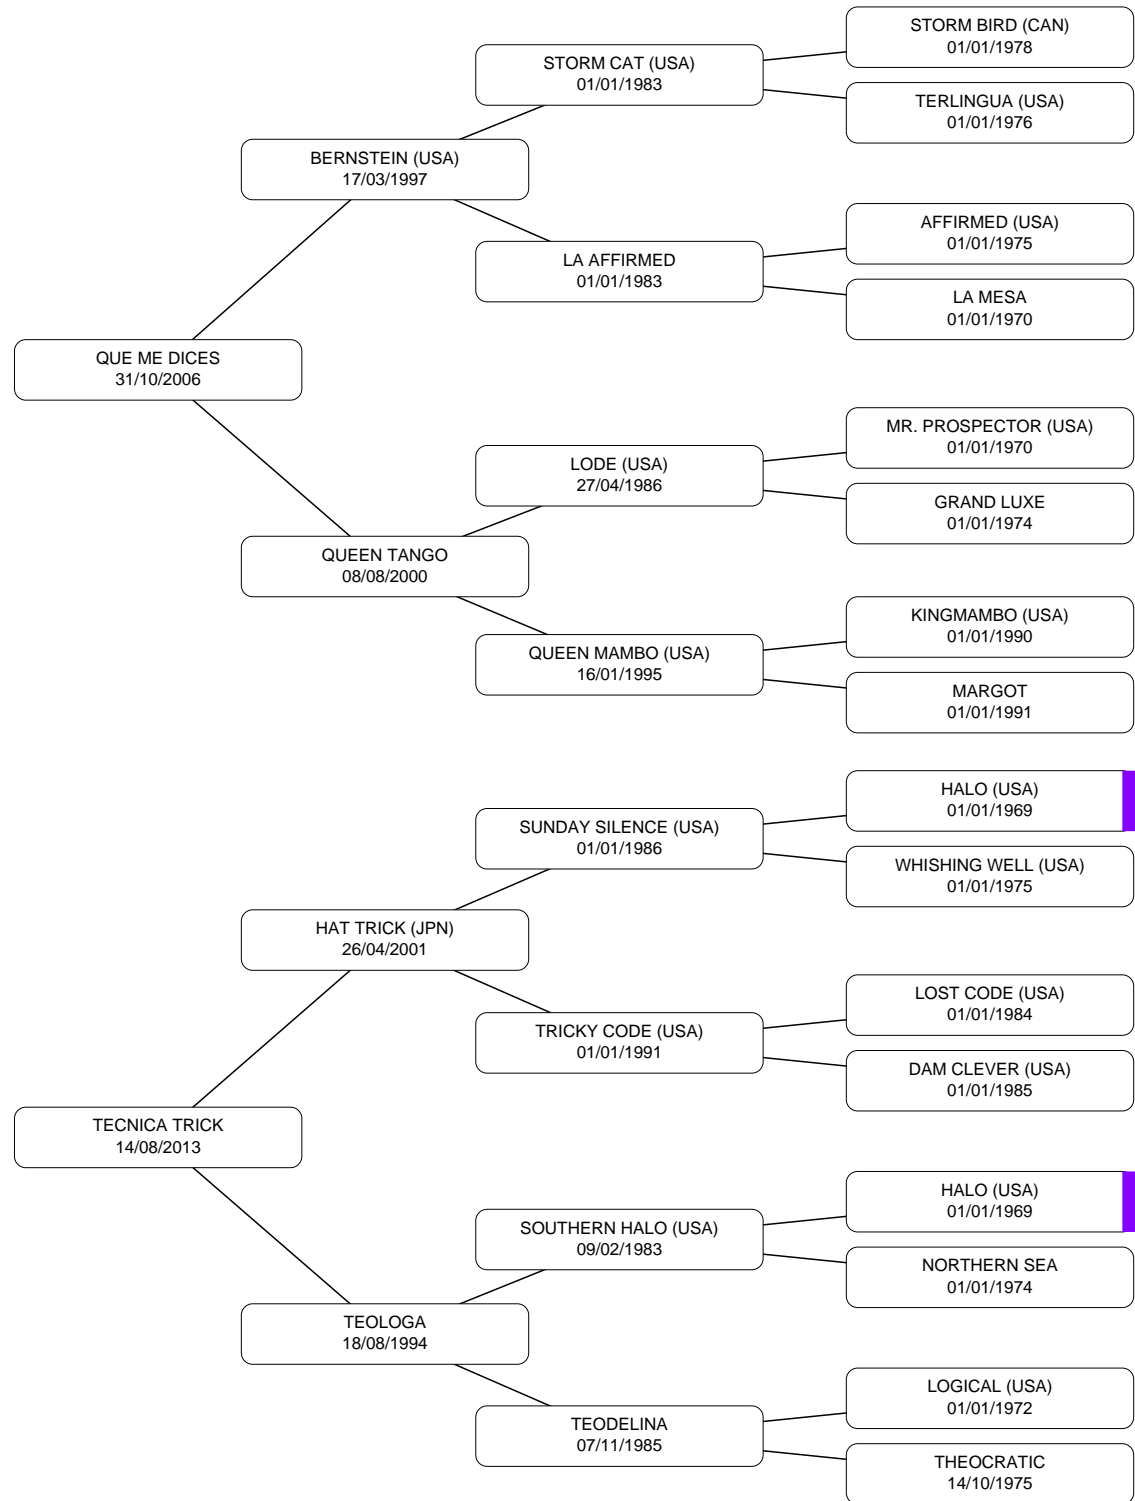 STORM BIRD (CAN)
01/01/1978
STORM CAT (USA)
01/01/1983
TERLINGUA (USA)
01/01/1976
BERNSTEIN (USA)
17/03/1997
AFFIRMED (USA)
01/01/1975
LA AFFIRMED
01/01/1983
LA MESA
01/01/1970
QUE ME DICES
31/10/2006
MR. PROSPECTOR (USA)
01/01/1970
LODE (USA)
27/04/1986
GRAND LUXE
01/01/1974
QUEEN TANGO
08/08/2000
KINGMAMBO (USA)
01/01/1990
QUEEN MAMBO (USA)
16/01/1995
MARGOT
01/01/1991
HALO (USA)
01/01/1969
SUNDAY SILENCE (USA)
01/01/1986
WHISHING WELL (USA)
01/01/1975
HAT TRICK (JPN)
26/04/2001
LOST CODE (USA)
01/01/1984
TRICKY CODE (USA)
01/01/1991
DAM CLEVER (USA)
01/01/1985
TECNICA TRICK
14/08/2013
HALO (USA)
01/01/1969
SOUTHERN HALO (USA)
09/02/1983
NORTHERN SEA
01/01/1974
TEOLOGA
18/08/1994
LOGICAL (USA)
01/01/1972
TEODELINA
07/11/1985
THEOCRATIC
14/10/1975